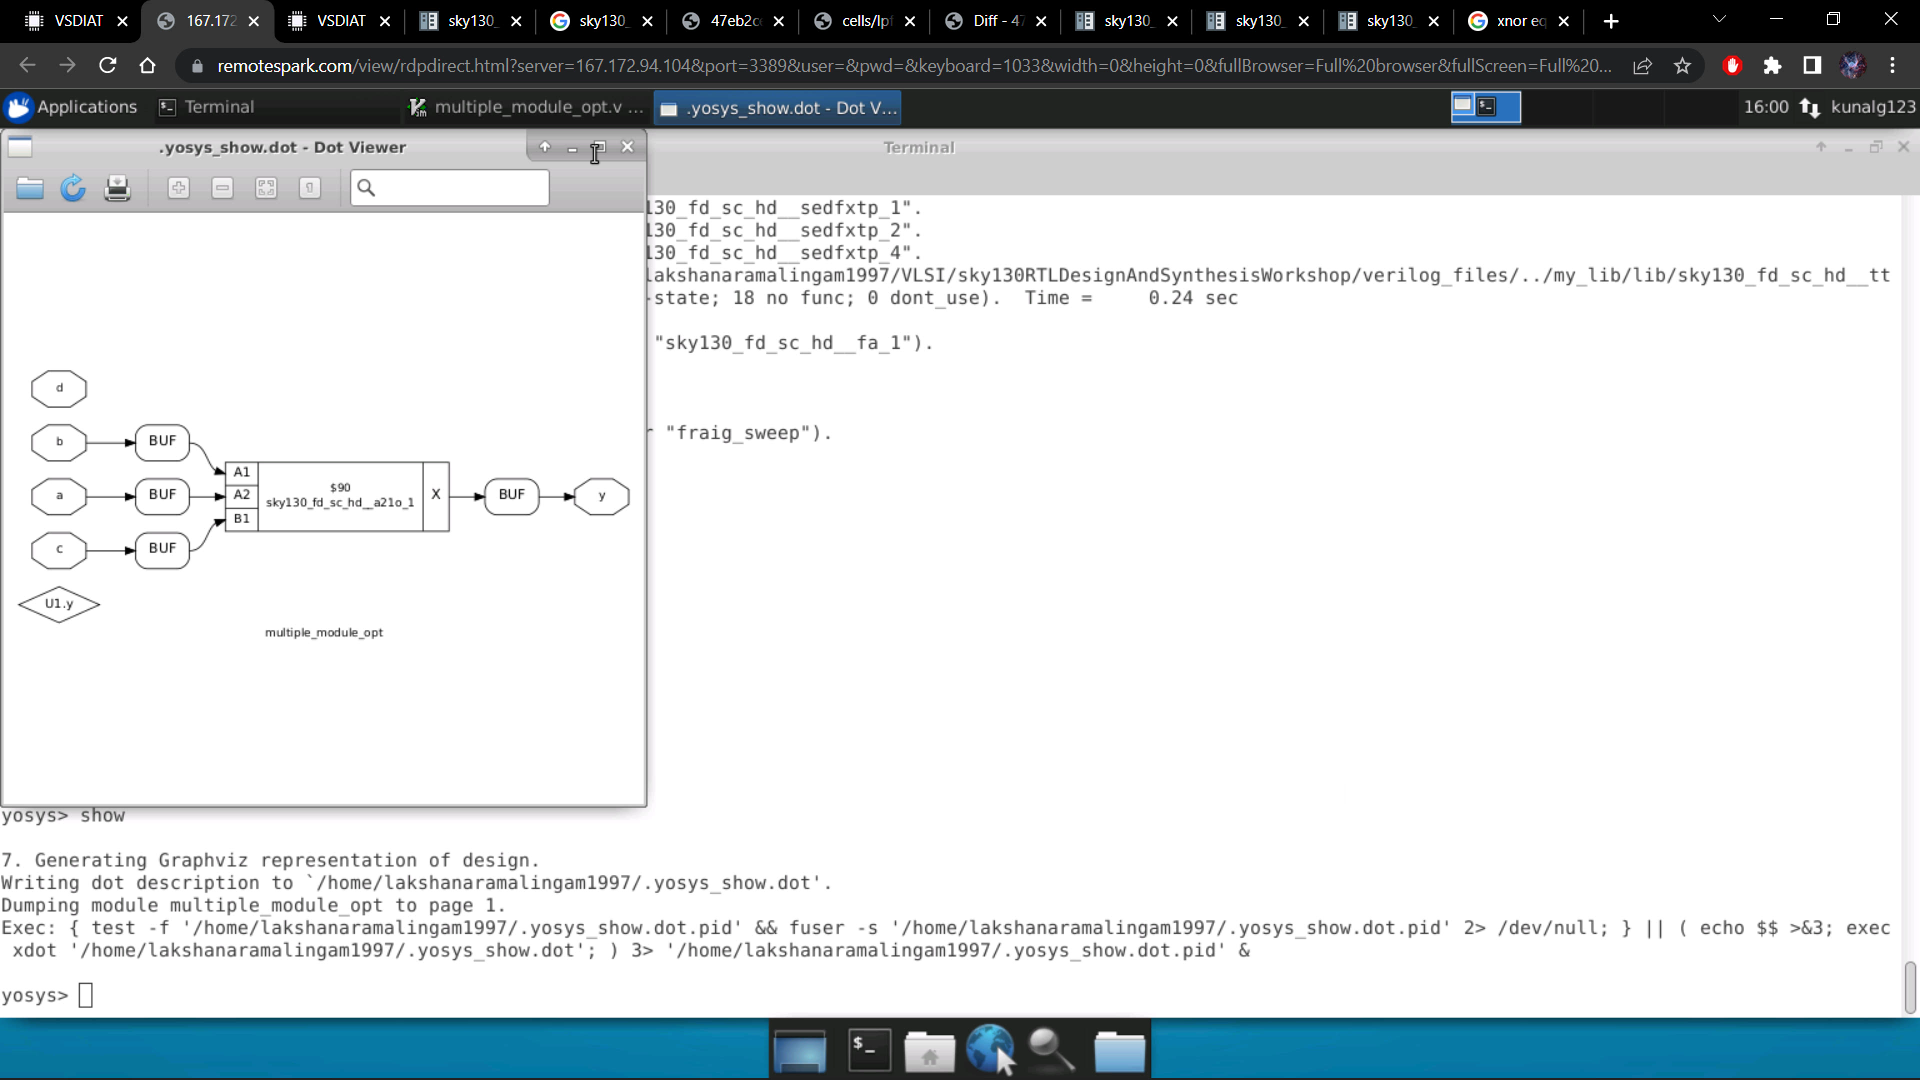 VSDIAT
167.172
VSDIAT
sky130_
sky130_
47eb2c
cells/lpf
Diff - 47
sky130_
sky130_
sky130_
xnor eq
remotespark.com/view/rdpdirect.html?server=167.172.94.104&port=3389&user=&pwd=&keyboard=1033&width=0&height=0&fullBrowser=Full%20browser&fullScreen=Full%20...
Applications
Terminal
multiple_module_opt.v ...
.yosys_show.dot - Dot V...
16:00
kunalg123
.yosys_show.dot - Dot Viewer
Terminal
130_fd_sc_hd__sedfxtp_1".
130_fd_sc_hd__sedfxtp_2".
130_fd_sc_hd__sedfxtp_4".
lakshanaramalingam1997/VLSI/sky130RTLDesignAndSynthesisWorkshop/verilog_files/../my_lib/lib/sky130_fd_sc_hd__tt
-state; 18 no func; 0 dont_use).  Time =     0.24 sec
"sky130_fd_sc_hd__fa_1").
r "fraig_sweep").
d
b
BUF
A1
a
BUF
A2
$90
sky130_fd_sc_hd__a21o_1
X
BUF
y
B1
c
BUF
U1.y
multiple_module_opt
yosys> show
7. Generating Graphviz representation of design.
Writing dot description to `/home/lakshanaramalingam1997/.yosys_show.dot'.
Dumping module multiple_module_opt to page 1.
Exec: { test -f '/home/lakshanaramalingam1997/.yosys_show.dot.pid' && fuser -s '/home/lakshanaramalingam1997/.yosys_show.dot.pid' 2> /dev/null; } || ( echo $$ >&3; exec
xdot '/home/lakshanaramalingam1997/.yosys_show.dot'; ) 3> '/home/lakshanaramalingam1997/.yosys_show.dot.pid' &
yosys>